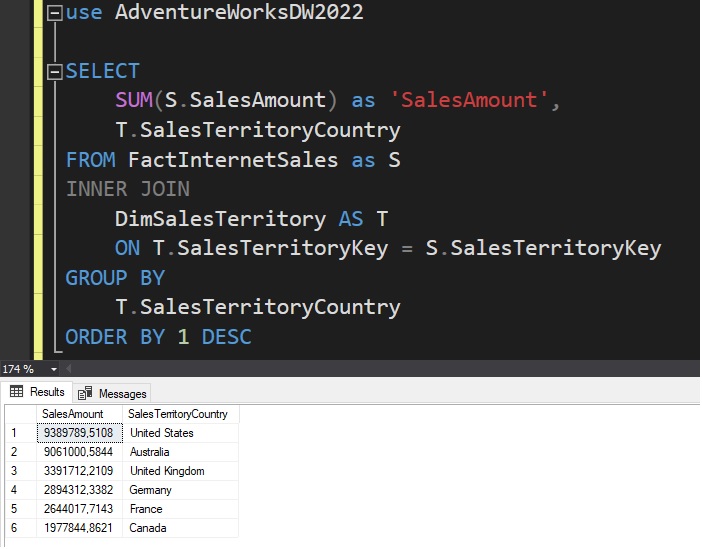 use AdventureWorksDW2022
SELECT
SUM(S.SalesAmount) as 'SalesAmount',
T.SalesTerritoryCountry
FROM FactInternetSales as S
INNER JOIN
DimSalesTerritory AS T
ON T.SalesTerritoryKey = S.SalesTerritoryKey
GROUP BY
T.SalesTerritoryCountry
ORDER BY 1 DESC
174 %
Results Messages
SalesAmount SalesTerritoryCountry
1 9389789,5108 United States
2 9061000,5844 Australia
3 3391712,2109 United Kingdom
4 2894312,3382 Germany
5 2644017,7143 France
6 1977844,8621 Canada